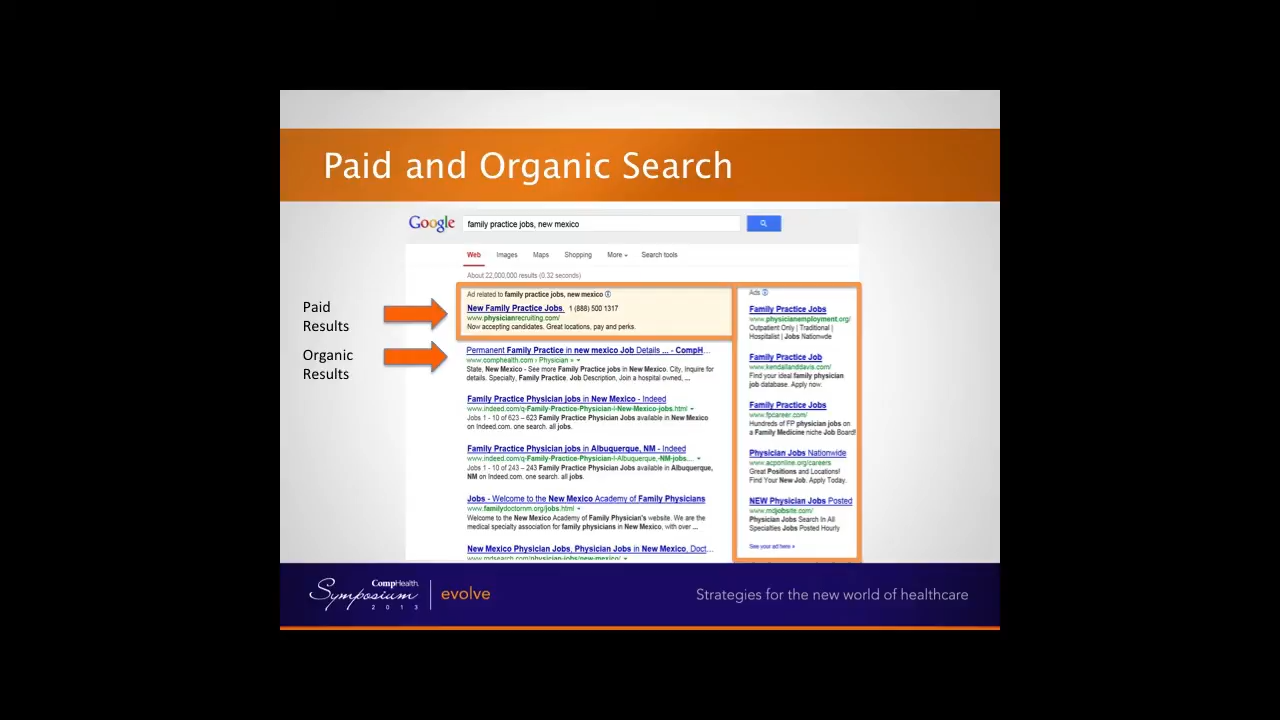 Paid and Organic Search
Google
family practice jobs, new mexico
Web Images Maps Shopping More Search tools
About 22,000,000 results (0.32 seconds)
Paid
Results
Organic
Results
Ad related to family practice jobs, new mexico
New Family Practice Jobs 1 (888) 500 1317
www.physicianrecruiting.com/
Now accepting candidates. Great locations, pay and perks.
Permanent Family Practice in new mexico Job Details ... - CompH...
www.comphealth.com › Physician
State, New Mexico - See more Family Practice jobs in New Mexico. City, Inquire for
details. Specialty, Family Practice. Job Description, Join a hospital owned, ...
Family Practice Physician jobs in New Mexico - Indeed
www.indeed.com/q-Family-Practice-Physician-l-New-Mexico-jobs.html
Jobs 1 - 10 of 623 – 623 Family Practice Physician Jobs available in New Mexico
on Indeed.com. one search. all jobs.
Family Practice Physician jobs in Albuquerque, NM - Indeed
www.indeed.com/q-Family-Practice-Physician-l-Albuquerque,-NM-jobs....
Jobs 1 - 10 of 243 – 243 Family Practice Physician Jobs available in Albuquerque,
NM on Indeed.com. one search. all jobs.
Jobs - Welcome to the New Mexico Academy of Family Physicians
www.familydoctornm.org/jobs.html
Welcome to the New Mexico Academy of Family Physician's website. We are the
medical specialty association for family physicians in New Mexico, with over ...
New Mexico Physician Jobs, Physician Jobs in New Mexico, Doct...
www.mdsearch.com/physician-jobs/new-mexico/
Ads
Family Practice Jobs
www.physicianemployment.org/
Outpatient Only | Traditional |
Hospitalist | Jobs Nationwde
Family Practice Job
www.kendallanddavis.com/
Find your ideal family physician
job database. Apply now.
Family Practice Jobs
www.fpcareer.com/
Hundreds of FP physician jobs on
a Family Medicine niche Job Board!
Physician Jobs Nationwide
www.acponline.org/careers
Great Positions and Locations!
Find Your New Job. Apply Today.
NEW Physician Jobs Posted
www.mdjobsite.com/
Physician Jobs Search In All
Specialties Jobs Posted Hourly
See your ad here »
CompHealth
Symposium
2013
evolve
Strategies for the new world of healthcare